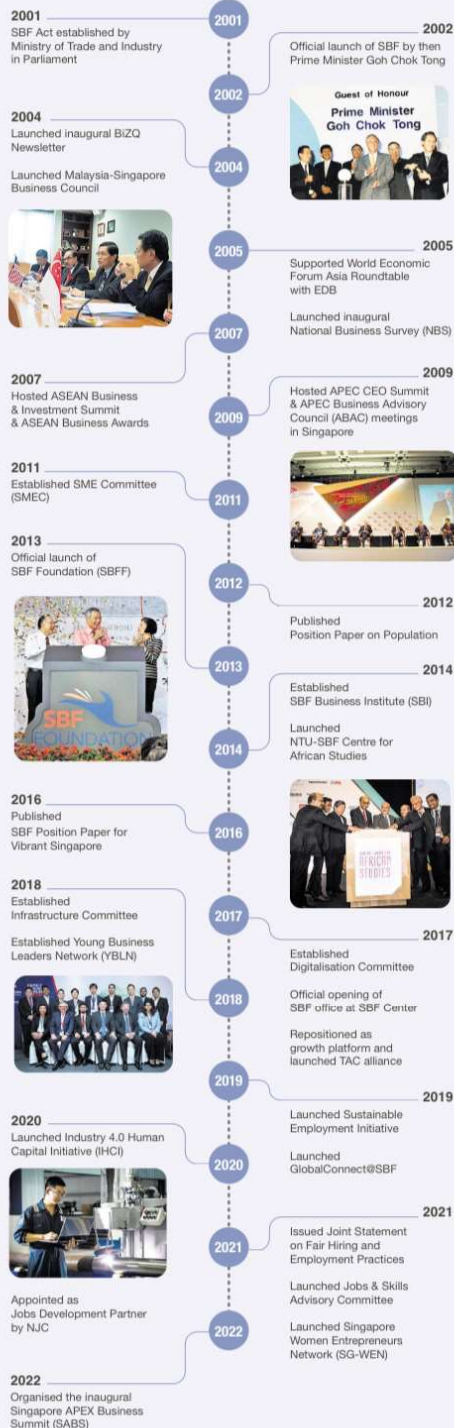 2001
SBF Act established by
Ministry of Trade and Industry
in Parliament
2001
2002
Official launch of SBF by then
Prime Minister Goh Chok Tong
Guest of Honour
Prime Minister
Goh Chok Tong
2002
2004
Launched inaugural BiZQ
Newsletter
Launched Malaysia-Singapore
Business Council
2004
2005
2005
Supported World Economic
Forum Asia Roundtable
with EDB
Launched inaugural
National Business Survey (NBS)
2007
2007
Hosted ASEAN Business
& Investment Summit
& ASEAN Business Awards
2009
2009
Hosted APEC CEO Summit
& APEC Business Advisory
Council (ABAC) meetings
in Singapore
2011
Established SME Committee
(SMEC)
2011
2012
2012
Published
Position Paper on Population
2013
Official launch of
SBF Foundation (SBFF)
SBF
FOUNDATION
2013
2014
2014
Established
SBF Business Institute (SBI)
Launched
NTU-SBF Centre for
African Studies
AFRICAN
STUDIES
2016
Published
SBF Position Paper for
Vibrant Singapore
2016
2017
2017
Established
Digitalisation Committee
Official opening of
SBF office at SBF Center
Repositioned as
growth platform and
launched TAC alliance
2018
Established
Infrastructure Committee
Established Young Business
Leaders Network (YBLN)
2018
2019
2019
Launched Sustainable
Employment Initiative
Launched
GlobalConnect@SBF
2020
Launched Industry 4.0 Human
Capital Initiative (IHCI)
Appointed as
Jobs Development Partner
by NJC
2020
2021
2021
Issued Joint Statement
on Fair Hiring and
Employment Practices
Launched Jobs & Skills
Advisory Committee
Launched Singapore
Women Entrepreneurs
Network (SG-WEN)
2022
2022
Organised the inaugural
Singapore APEX Business
Summit (SABS)